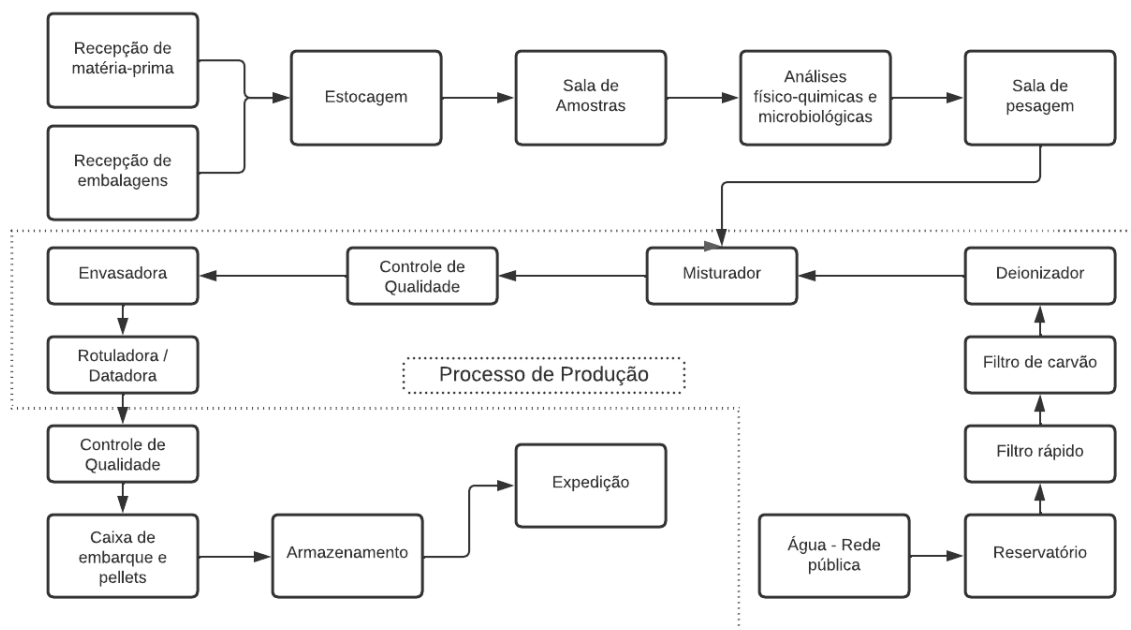 Recepção de
matéria-prima
Recepção de
embalagens
Estocagem
Sala de
Amostras
Análises
físico-quimicas e
microbiológicas
Sala de
pesagem
Envasadora
Controle de
Qualidade
Misturador
Deionizador
Rotuladora /
Datadora
Processo de Produção
Filtro de carvão
Controle de
Qualidade
Expedição
Filtro rápido
Caixa de
embarque e
pellets
Armazenamento
Água - Rede
pública
Reservatório